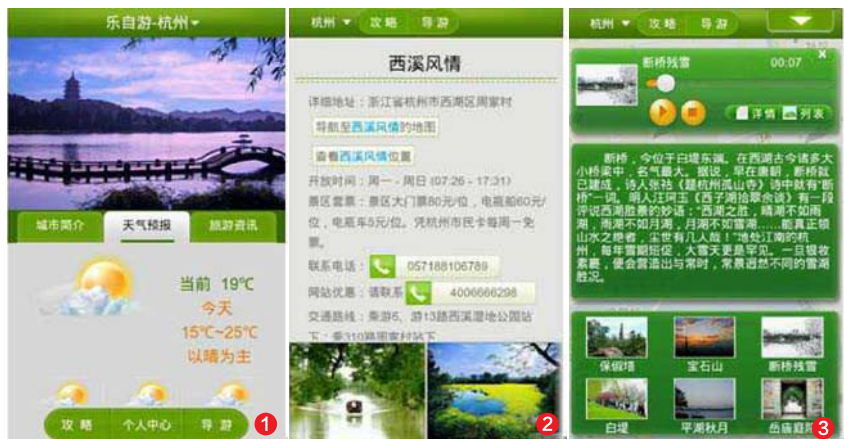 乐自游-杭州
城市简介
天气预报
旅游资讯
当前 19℃
今天
15℃~25℃
以晴为主
攻 略
个人中心
导 游
1
杭州
攻 略
导 游
西溪风情
详细地址：浙江省杭州市西湖区周家村
导航至西溪风情的地图
查看西溪风情位置
开放时间：周一 - 周日 (07:26 - 17:31)
景区套票：景区大门票80元/位，电瓶船60元/
位，电瓶车5元/位。凭杭州市民卡每周一免
票。
联系电话：
057188106789
网站优惠：请联系
4006666298
交通路线：乘游5、游13路西溪湿地公园站
下；乘310路周家村站下
2
杭州
攻 略
导 游
断桥残雪
00:07
x
详情
列表
断桥，今位于白堤东端。在西湖古今诸多大
小桥梁中，名气最大。据说，早在唐朝，断桥就
已建成，诗人张祜《题杭州孤山寺》诗中就有“断
桥”一词。明人汪珂玉《西子湖拾翠余谈》有一段
评说西湖胜景的妙语：“西湖之胜，晴湖不如雨
湖，雨湖不如月湖，月湖不如雪湖……能真正领
山水之绝者，尘世有几人哉！”地处江南的杭
州，每年雪期短促，大雪天更是罕见。一旦银妆
素裹，便会营造出与常时，常景迥然不同的雪湖
胜况。
保俶塔
宝石山
断桥残雪
白堤
平湖秋月
岳庙庭院
3